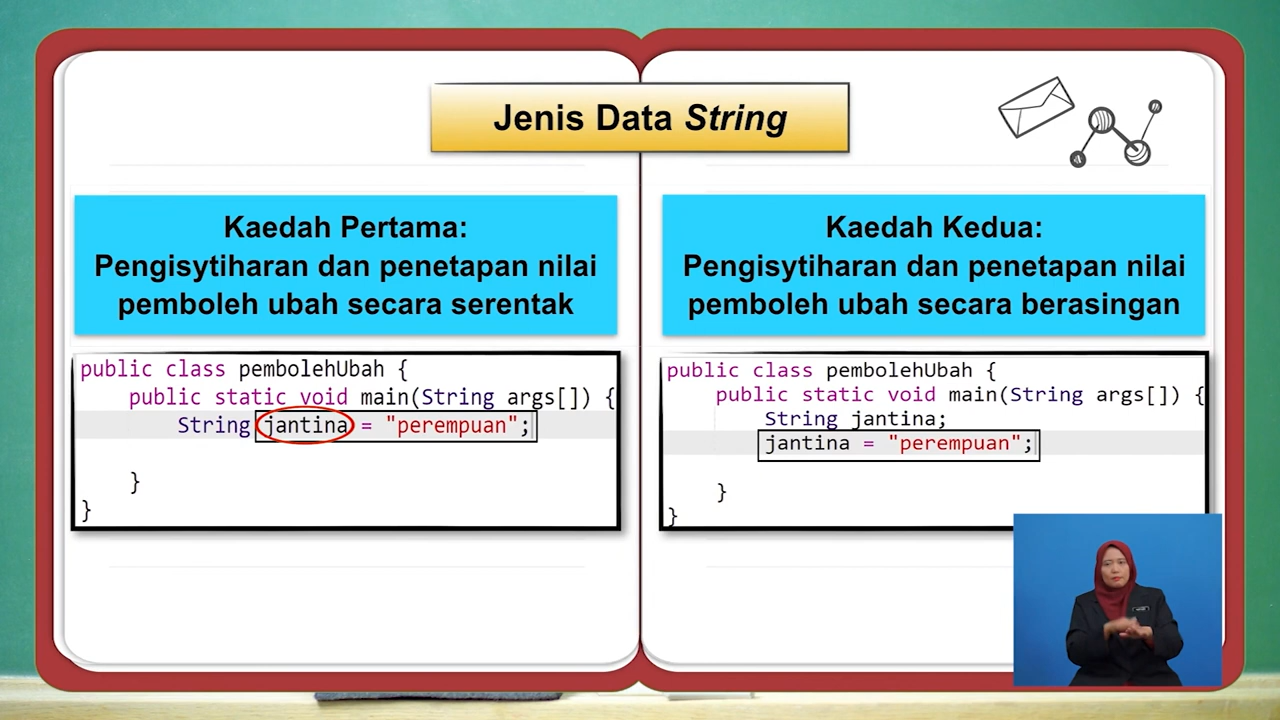 Jenis Data String
Kaedah Pertama:
Pengisytiharan dan penetapan nilai
pemboleh ubah secara serentak
public class pembolehUbah {
public static void main(String args[]) {
String jantina = "perempuan";
}
}
Kaedah Kedua:
Pengisytiharan dan penetapan nilai
pemboleh ubah secara berasingan
public class pembolehUbah {
public static void main(String args[]) {
String jantina;
jantina = "perempuan";
}
}